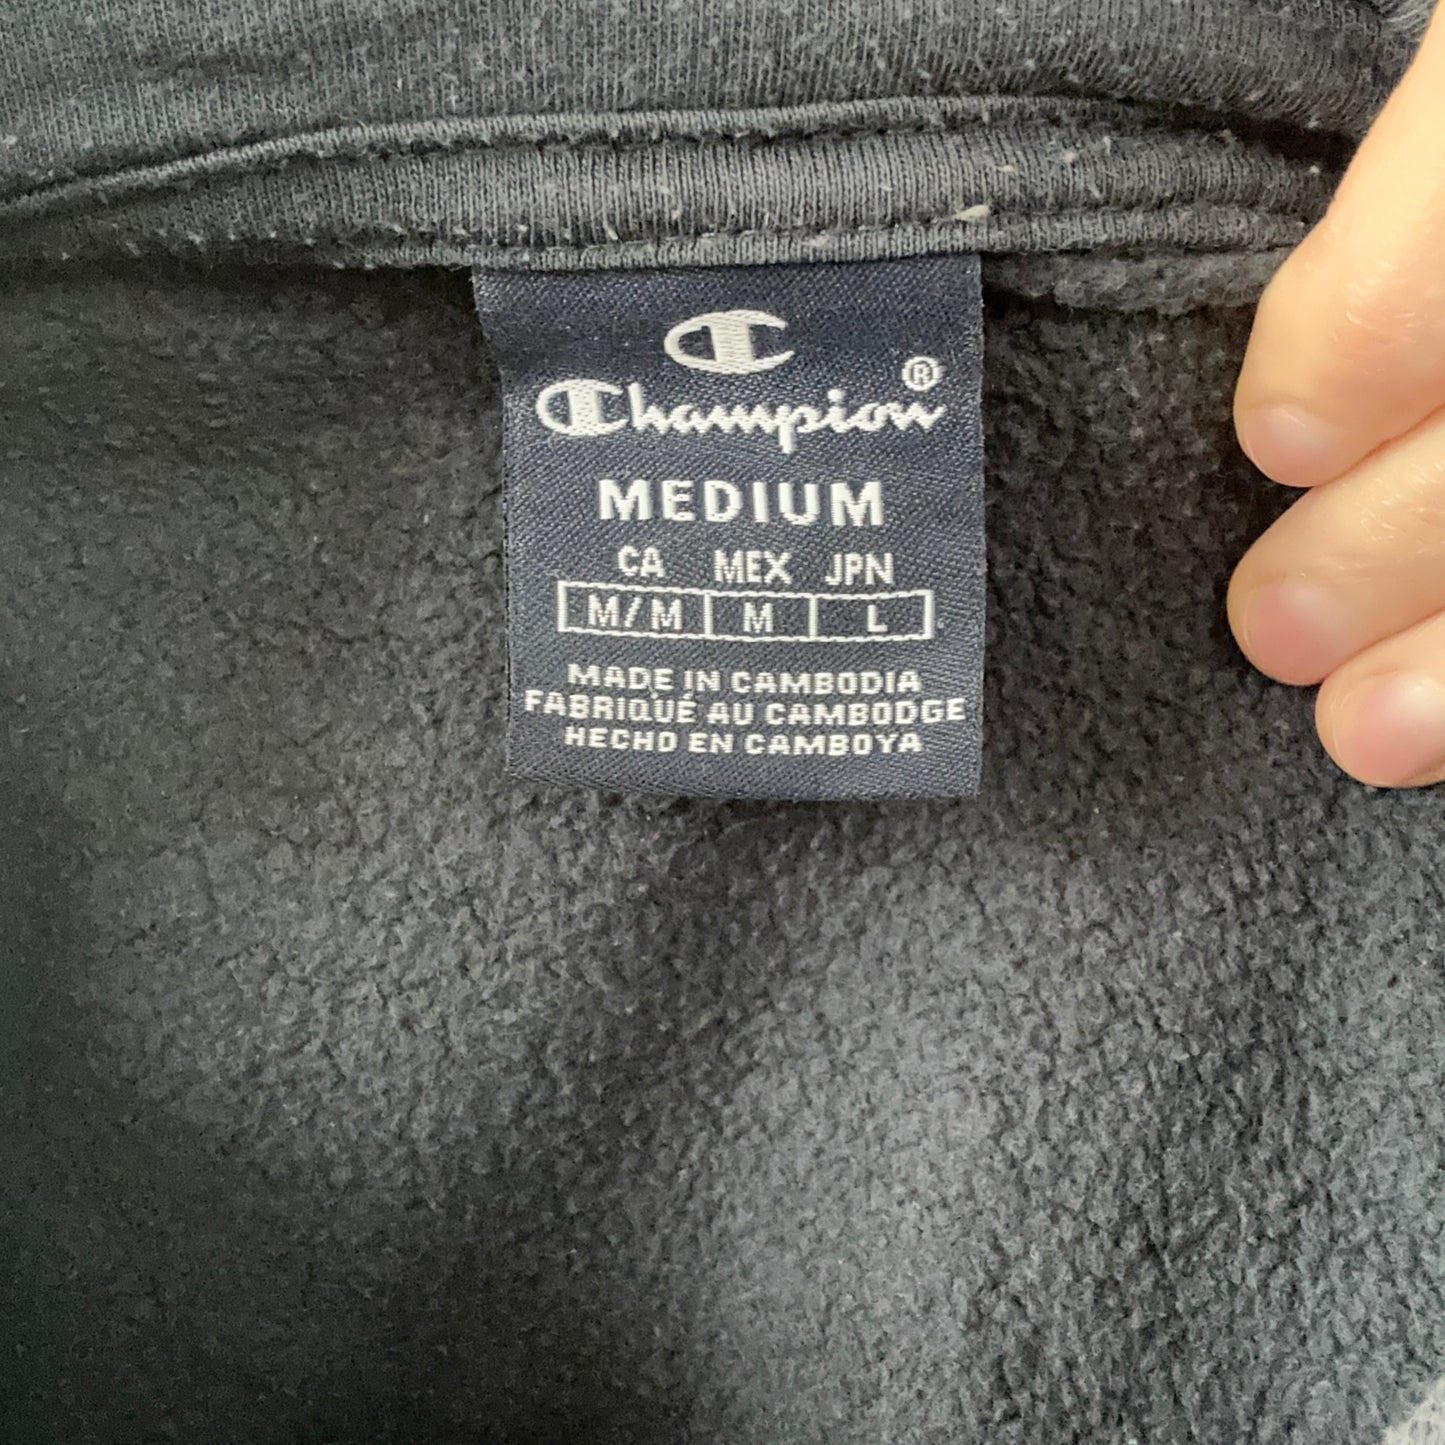 Champion®
MEDIUM
CA MEX JPN
M/M M L
MADE IN CAMBODIA
FABRIQUÉ AU CAMBODGE
HECHO EN CAMBOYA